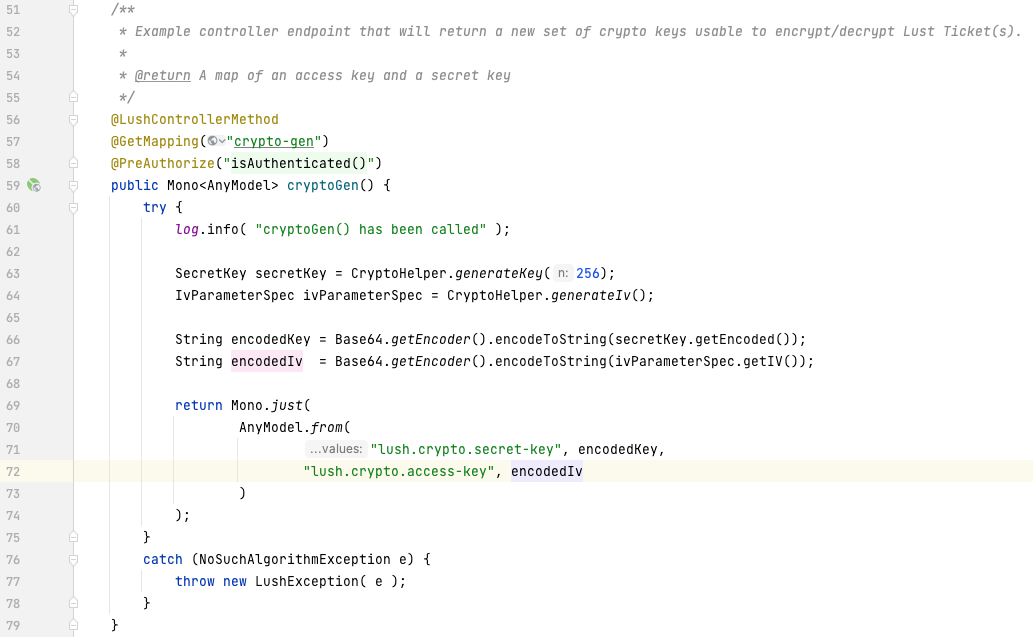 51 /**
52 * Example controller endpoint that will return a new set of crypto keys usable to encrypt/decrypt Lust Ticket(s).
53 *
54 * @return A map of an access key and a secret key
55 */
56 @LushControllerMethod
57 @GetMapping("crypto-gen")
58 @PreAuthorize("isAuthenticated()")
59 public Mono<AnyModel> cryptoGen() {
60 try {
61 log.info( "cryptoGen() has been called" );
62
63 SecretKey secretKey = CryptoHelper.generateKey( n: 256);
64 IvParameterSpec ivParameterSpec = CryptoHelper.generateIv();
65
66 String encodedKey = Base64.getEncoder().encodeToString(secretKey.getEncoded());
67 String encodedIv  = Base64.getEncoder().encodeToString(ivParameterSpec.getIV());
68
69 return Mono.just(
70 AnyModel.from(
71 ...values: "lush.crypto.secret-key", encodedKey,
72 "lush.crypto.access-key", encodedIv
73 )
74 );
75 }
76 catch (NoSuchAlgorithmException e) {
77 throw new LushException( e );
78 }
79 }